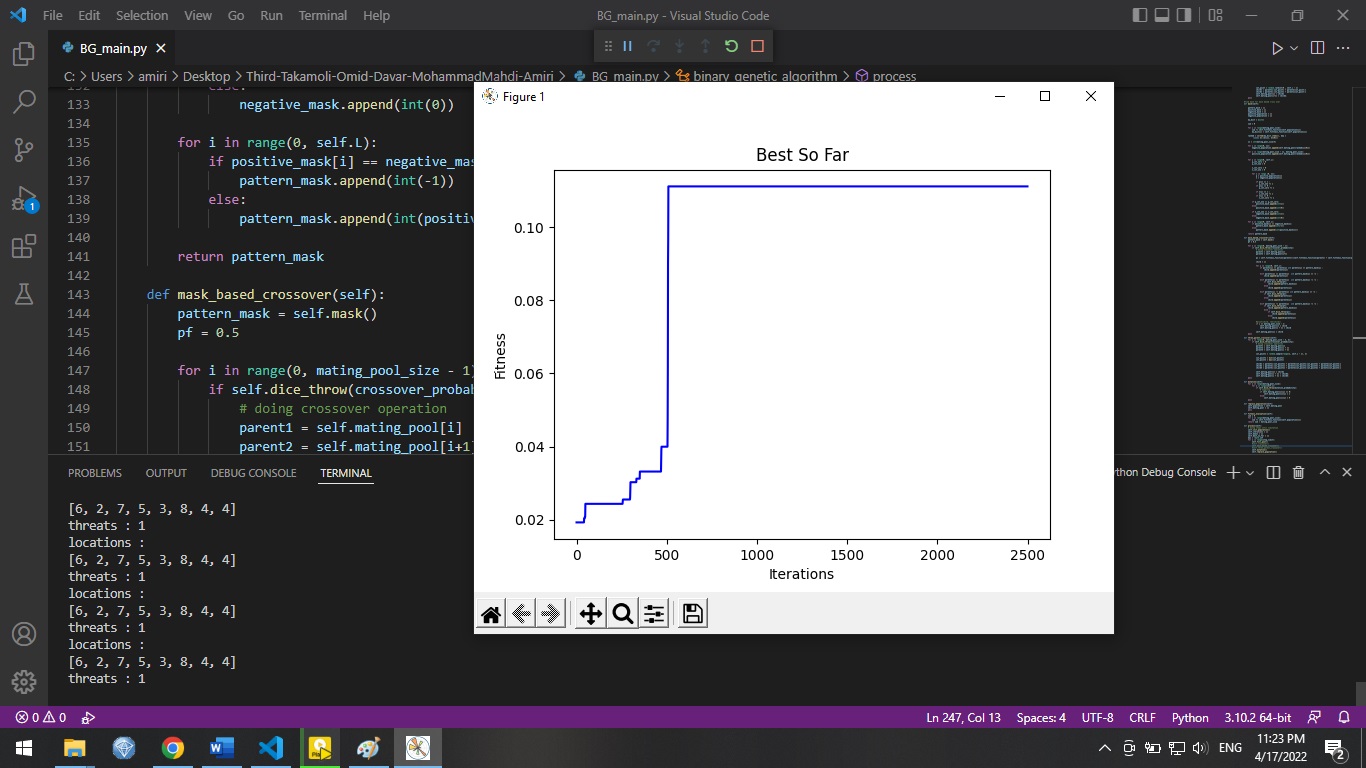 File Edit Selection View Go Run Terminal Help
BG_main.py - Visual Studio Code
BG_main.py
C: > Users > amiri > Desktop > Third-Takamoli-Omid-Davar-MohammadMahdi-Amiri > BG_main.py > binary_genetic_algorithm > process
132 else:
133 negative_mask.append(int(0))
134
135 for i in range(0, self.L):
136 if positive_mask[i] == negative_mas
137 pattern_mask.append(int(-1))
138 else:
139 pattern_mask.append(int(positiv
140
141 return pattern_mask
142
143 def mask_based_crossover(self):
144 pattern_mask = self.mask()
145 pf = 0.5
146
147 for i in range(0, mating_pool_size - 1
148 if self.dice_throw(crossover_probab
149 # doing crossover operation
150 parent1 = self.mating_pool[i]
151 parent2 = self.mating_pool[i+1]
1
Figure 1
Best So Far
Fitness
0.10
0.08
0.06
0.04
0.02
0 500 1000 1500 2000 2500
Iterations
PROBLEMS OUTPUT DEBUG CONSOLE TERMINAL
thon Debug Console
[6, 2, 7, 5, 3, 8, 4, 4]
threats : 1
locations :
[6, 2, 7, 5, 3, 8, 4, 4]
threats : 1
locations :
[6, 2, 7, 5, 3, 8, 4, 4]
threats : 1
locations :
[6, 2, 7, 5, 3, 8, 4, 4]
threats : 1
0 0
Ln 247, Col 13 Spaces: 4 UTF-8 CRLF Python 3.10.2 64-bit
ENG
11:23 PM
4/17/2022
2